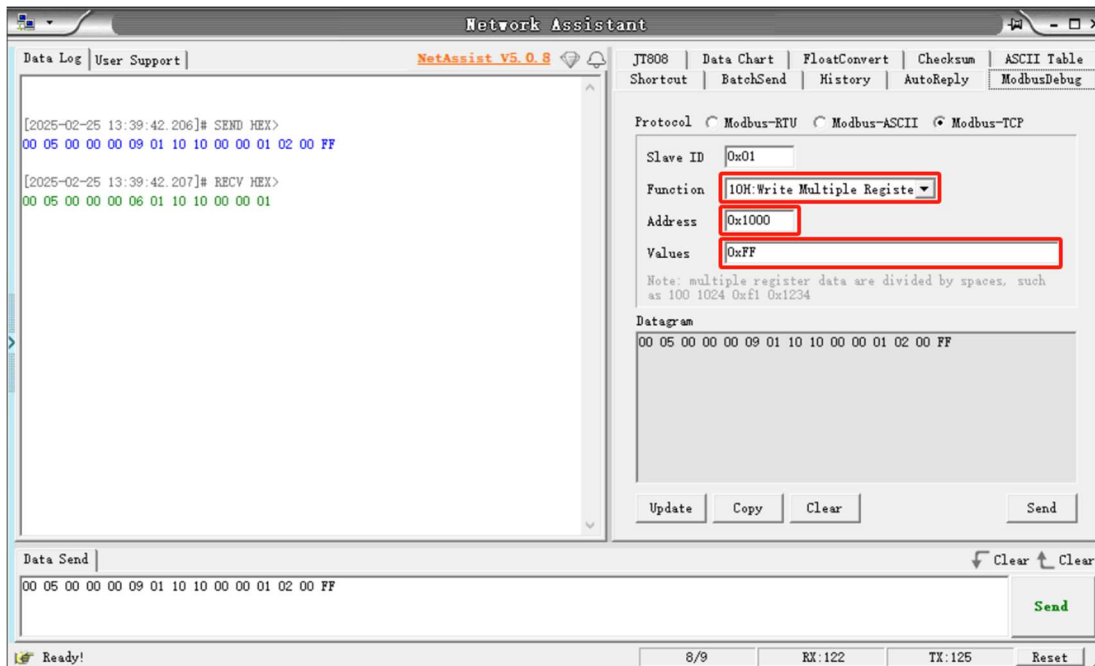 Network Assistant
Data Log User Support NetAssist V5.0.8
[2025-02-25 13:39:42.206]# SEND HEX>
00 05 00 00 00 09 01 10 10 00 00 01 02 00 FF
[2025-02-25 13:39:42.207]# RECV HEX>
00 05 00 00 00 06 01 10 10 00 00 01
JT808 Data Chart FloatConvert Checksum ASCII Table
Shortcut BatchSend History AutoReply ModbusDebug
Protocol Modbus-RTU Modbus-ASCII Modbus-TCP
Slave ID 0x01
Function 10H:Write Multiple Registe
Address 0x1000
Values 0xFF
Note: multiple register data are divided by spaces, such
as 100 1024 0xf1 0x1234
Datagram
00 05 00 00 00 09 01 10 10 00 00 01 02 00 FF
Update Copy Clear Send
Data Send Clear Clear
00 05 00 00 00 09 01 10 10 00 00 01 02 00 FF
Send
Ready! 8/9 RX:122 TX:125 Reset